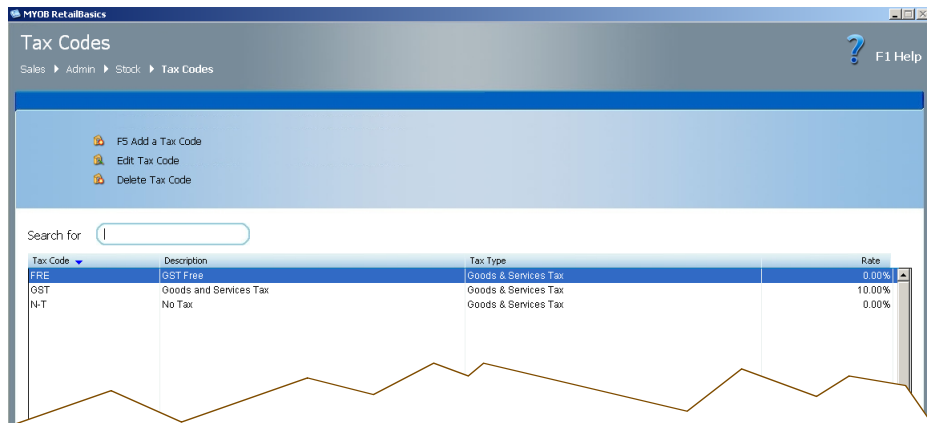 MYOB RetailBasics
Tax Codes
F1 Help
Sales Admin Stock Tax Codes
F5 Add a Tax Code
Edit Tax Code
Delete Tax Code
Search for
Tax Code Description Tax Type Rate
FRE GST Free Goods & Services Tax 0.00%
GST Goods and Services Tax Goods & Services Tax 10.00%
N-T No Tax Goods & Services Tax 0.00%